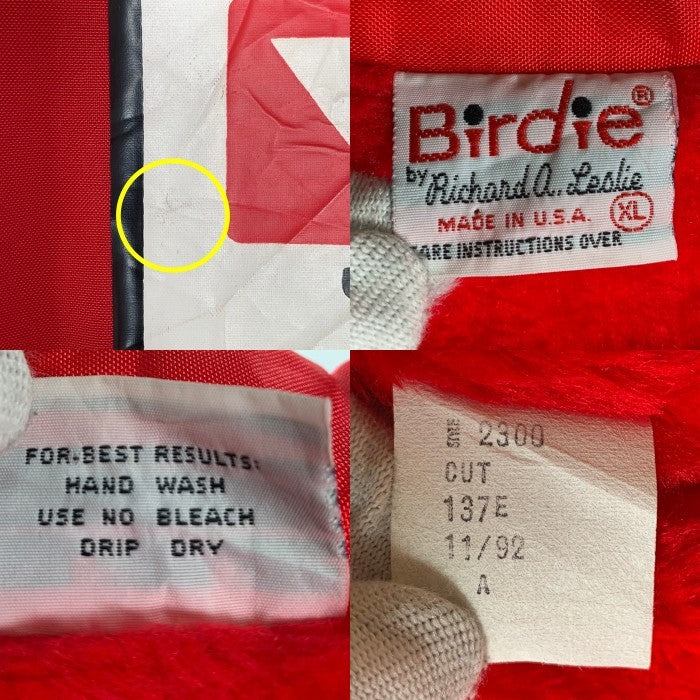 Birdie®
by Richard A. Leslie
MADE IN U.S.A. XL
CARE INSTRUCTIONS OVER
FOR BEST RESULTS:
HAND WASH
USE NO BLEACH
DRIP DRY
2300
CUT
137E
11/92
A